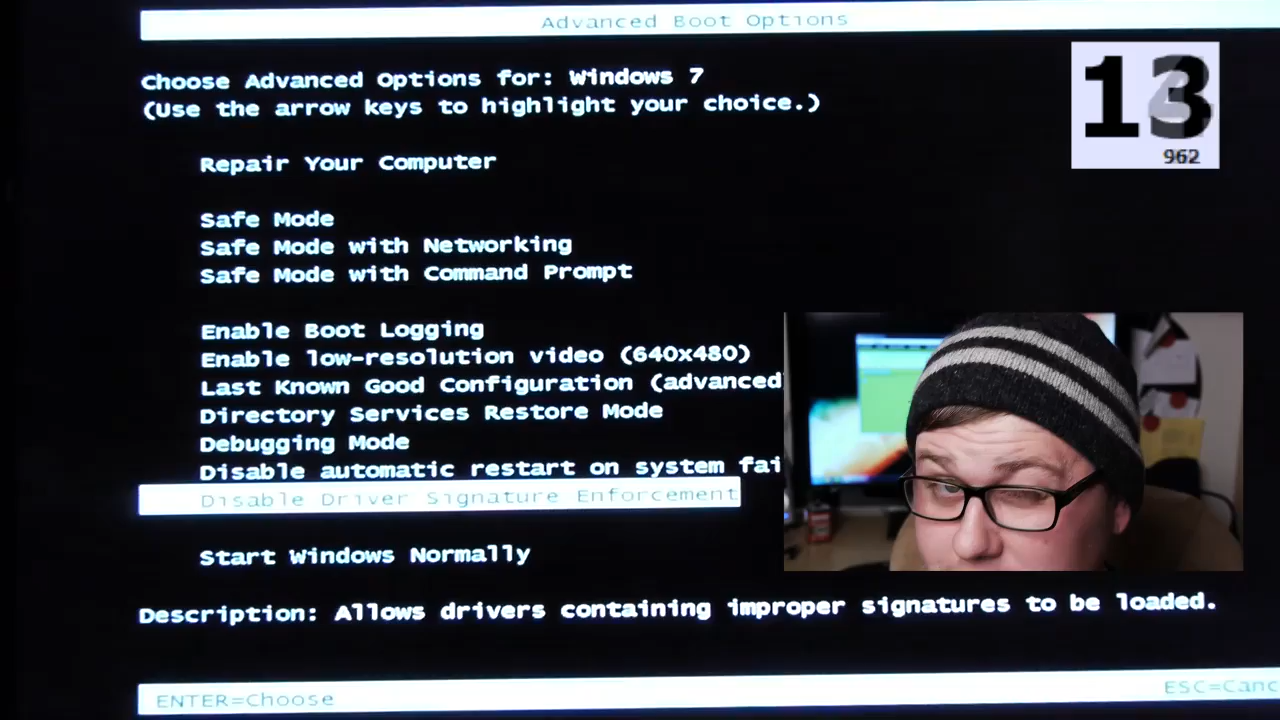 Advanced Boot Options
Choose Advanced Options for: Windows 7
(Use the arrow keys to highlight your choice.)
Repair Your Computer
Safe Mode
Safe Mode with Networking
Safe Mode with Command Prompt
Enable Boot Logging
Enable low-resolution video (640x480)
Last Known Good Configuration (advanced
Directory Services Restore Mode
Debugging Mode
Disable automatic restart on system fai
Disable Driver Signature Enforcement
Start Windows Normally
Description: Allows drivers containing improper signatures to be loaded.
ENTER=Choose
ESC=Canc
13
962